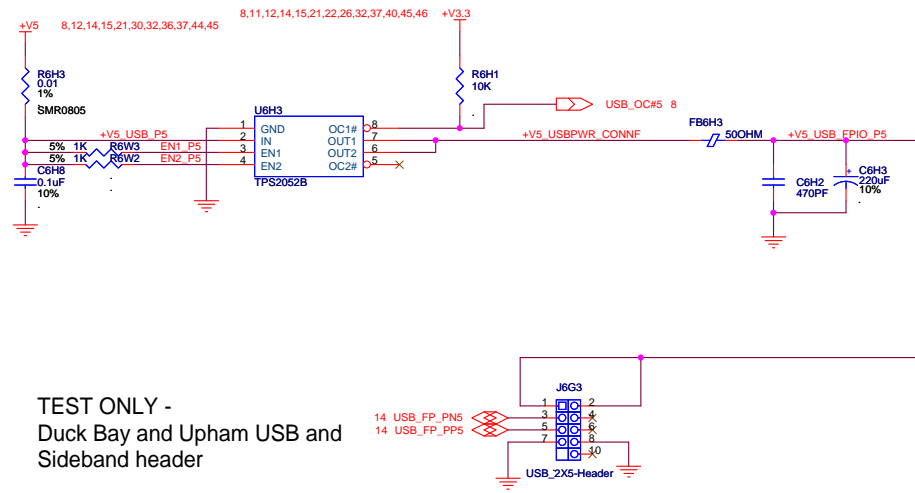 +V5 8,12,14,15,21,30,32,36,37,44,45
8,11,12,14,15,21,22,26,32,37,40,45,46 +V3.3
R6H3
0.01
1%
SMR0805
R6H1
10K
.
U6H3
1 GND OC1# 8
2 IN OUT1 7
3 EN1 OUT2 6
4 EN2 OC2# 5
TPS2052B
+V5_USB_P5
5% 1K R6W3 EN1_P5
5% 1K R6W2 EN2_P5
.
.
C6H8
0.1uF
10%
.
USB_OC#5 8
+V5_USBPWR_CONNF
FB6H3
50OHM
+V5_USB_FPIO_P5
C6H2
470PF
+ C6H3
220uF
10%
.
J6G3
1 2
3 4
5 6
7 8
10
14 USB_FP_PN5
14 USB_FP_PP5
USB_2X5-Header
TEST ONLY -
Duck Bay and Upham USB and
Sideband header